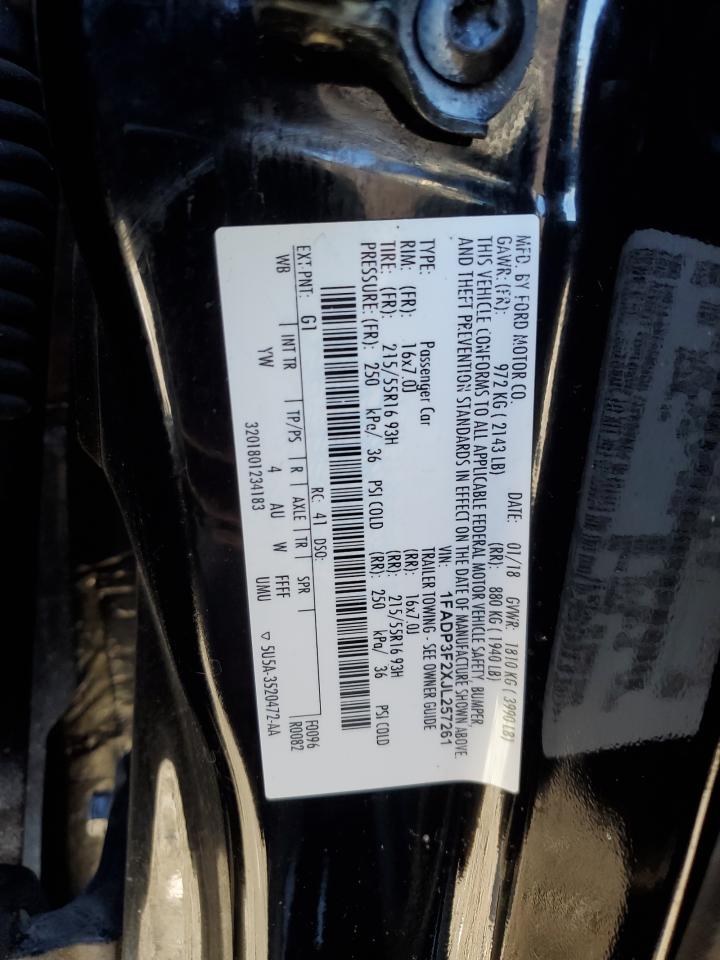 MFD. BY FORD MOTOR CO.
DATE: 01/18 GVWR: 1810 KG ( 3990 LB)
GAWR: (FR): 972 KG ( 2143 LB) (RR): 880 KG ( 1940 LB)
THIS VEHICLE CONFORMS TO ALL APPLICABLE FEDERAL MOTOR VEHICLE SAFETY, BUMPER
AND THEFT PREVENTION STANDARDS IN EFFECT ON THE DATE OF MANUFACTURE SHOWN ABOVE.
VIN: 1FADP3F2XJL257261
TYPE: Passenger Car TRAILER TOWING - SEE OWNER GUIDE
RIM: (FR): 16x7.0J (RR): 16x7.0J
TIRE: (FR): 215/55R16 93H (RR): 215/55R16 93H
PRESSURE: (FR): 250 kPa/ 36 PSI COLD (RR): 250 kPa/ 36 PSI COLD
EXT PNT: G1 RC: 41 DSO: F0096
WB INT TR TP/PS R AXLE TR SPR R0082
YW 4 AU W FFFF
3201801234183 UMU ▽ 5U5A-3520472-AA